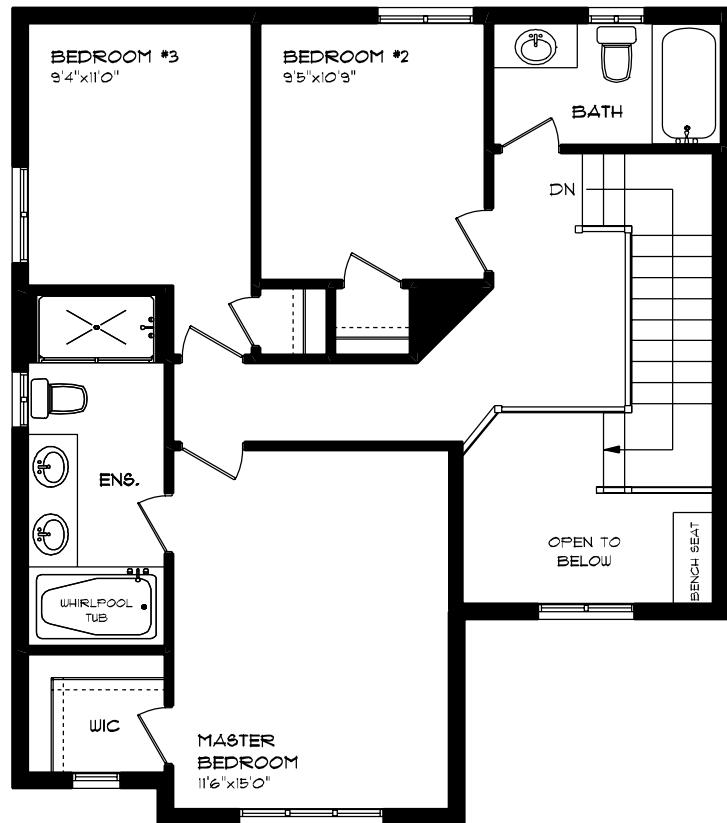 BEDROOM #3
9'4"x11'0"
BEDROOM #2
9'5"x10'9"
BATH
DN
ENS.
OPEN TO
BELOW
BENCH SEAT
WHIRLPOOL
TUB
WIC
MASTER
BEDROOM
11'6"x15'0"